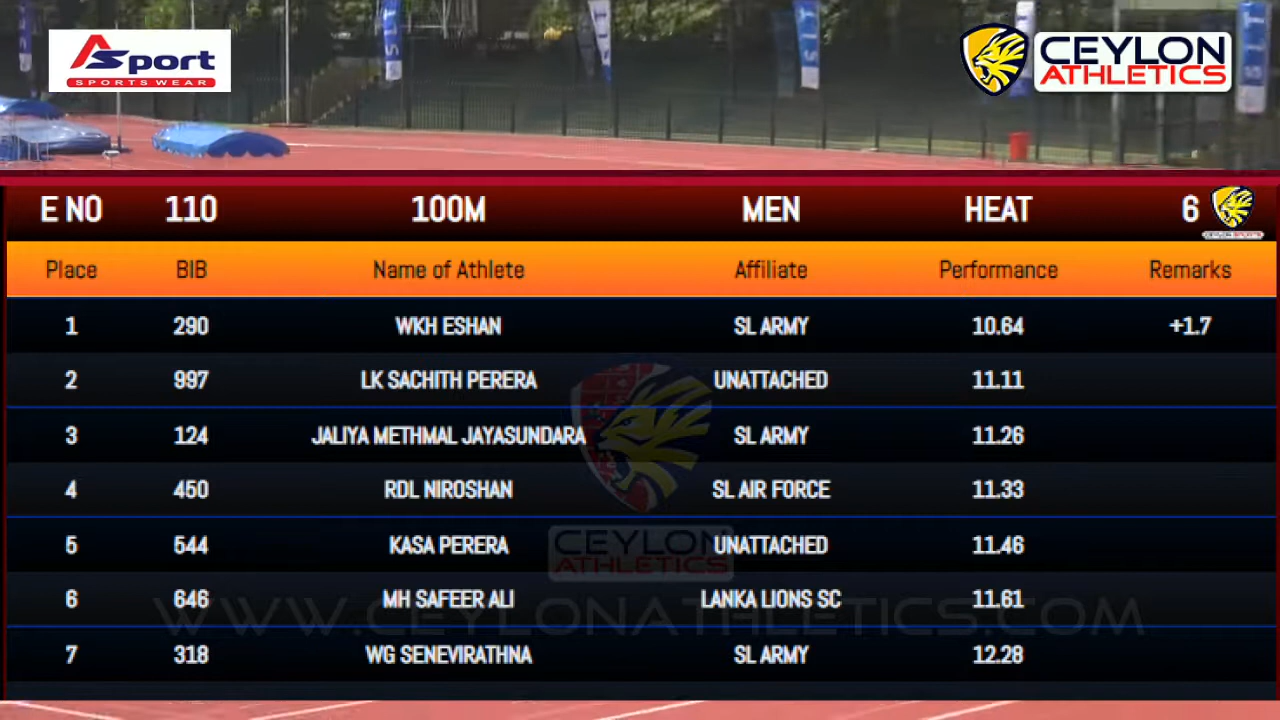 Asport
SPORTS WEAR
CEYLON
ATHLETICS
E NO 110 100M MEN HEAT 6
Place BIB Name of Athlete Affiliate Performance Remarks
1 290 WKH ESHAN SL ARMY 10.64 +1.7
2 997 LK SACHITH PERERA UNATTACHED 11.11
3 124 JALIYA METHMAL JAYASUNDARA SL ARMY 11.26
4 450 RDL NIROSHAN SL AIR FORCE 11.33
5 544 KASA PERERA UNATTACHED 11.46
6 646 MH SAFEER ALI LANKA LIONS SC 11.61
7 318 WG SENEVIRATHNA SL ARMY 12.28
CEYLON
ATHLETICS
WWW.CEYLONATHLETICS.COM